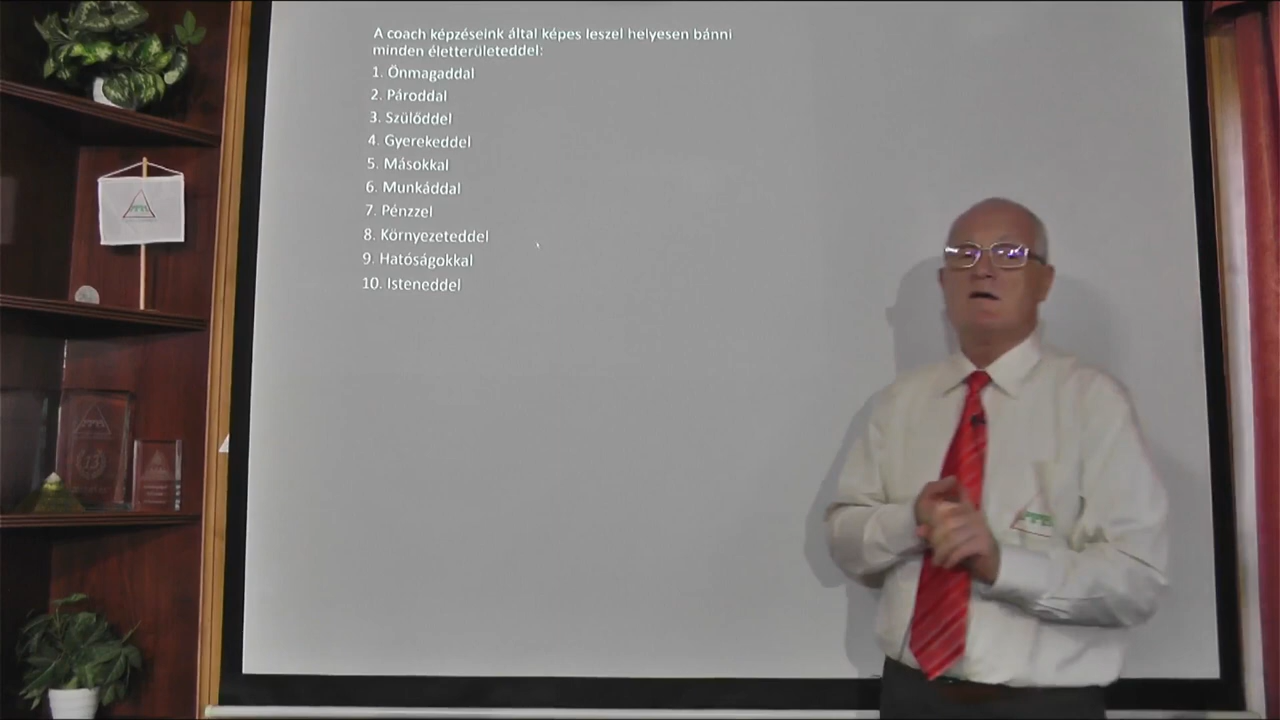 A coach képzéseink által képes leszel helyesen bánni
minden életterületeddel:
1. Önmagaddal
2. Pároddal
3. Szülőddel
4. Gyerekeddel
5. Másokkal
6. Munkáddal
7. Pénzzel
8. Környezeteddel
9. Hatóságokkal
10. Isteneddel
13